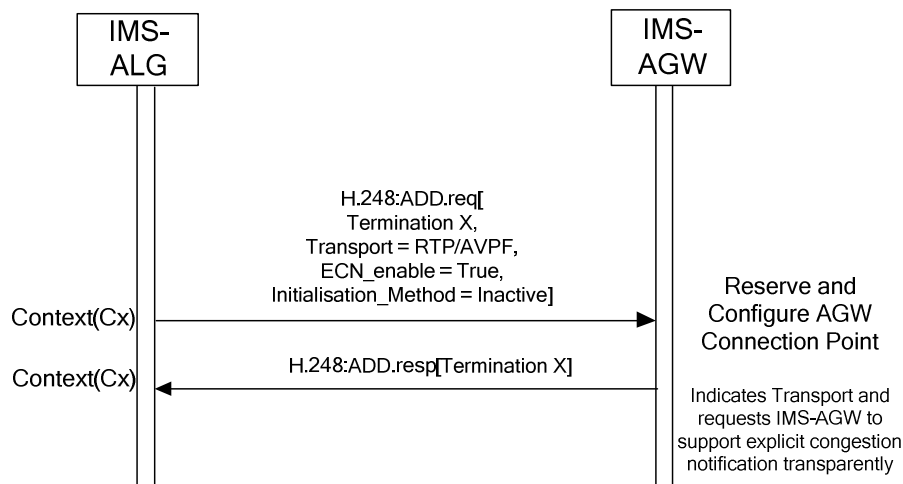 IMS-
ALG
IMS-
AGW
H.248:ADD.req[
Termination X,
Transport = RTP/AVPF,
ECN_enable = True,
Initialisation_Method = Inactive]
Context(Cx)
Reserve and
Configure AGW
Connection Point
H.248:ADD.resp[Termination X]
Context(Cx)
Indicates Transport and
requests IMS-AGW to
support explicit congestion
notification transparently